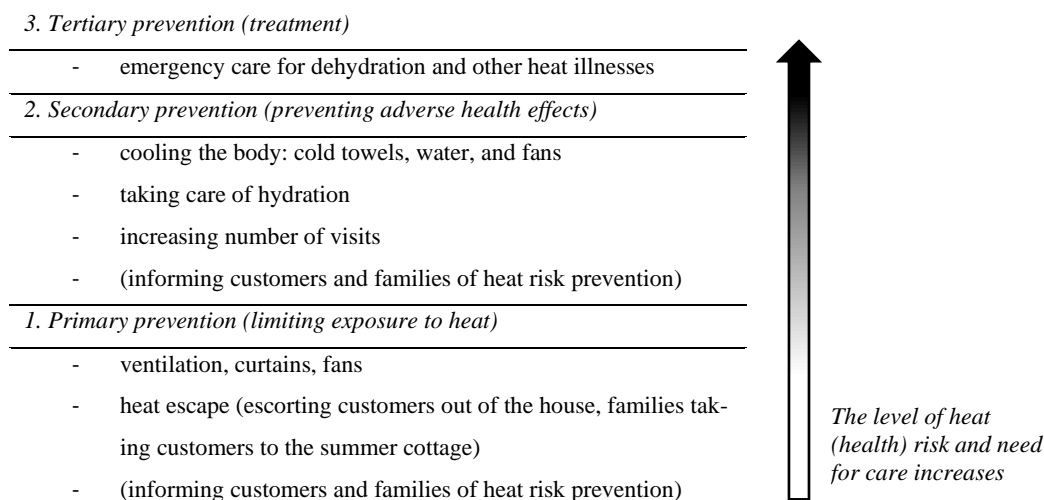 3. Tertiary prevention (treatment)
- emergency care for dehydration and other heat illnesses
2. Secondary prevention (preventing adverse health effects)
- cooling the body: cold towels, water, and fans
- taking care of hydration
- increasing number of visits
- (informing customers and families of heat risk prevention)
1. Primary prevention (limiting exposure to heat)
- ventilation, curtains, fans
- heat escape (escorting customers out of the house, families tak-
ing customers to the summer cottage)
- (informing customers and families of heat risk prevention)
The level of heat
(health) risk and need
for care increases